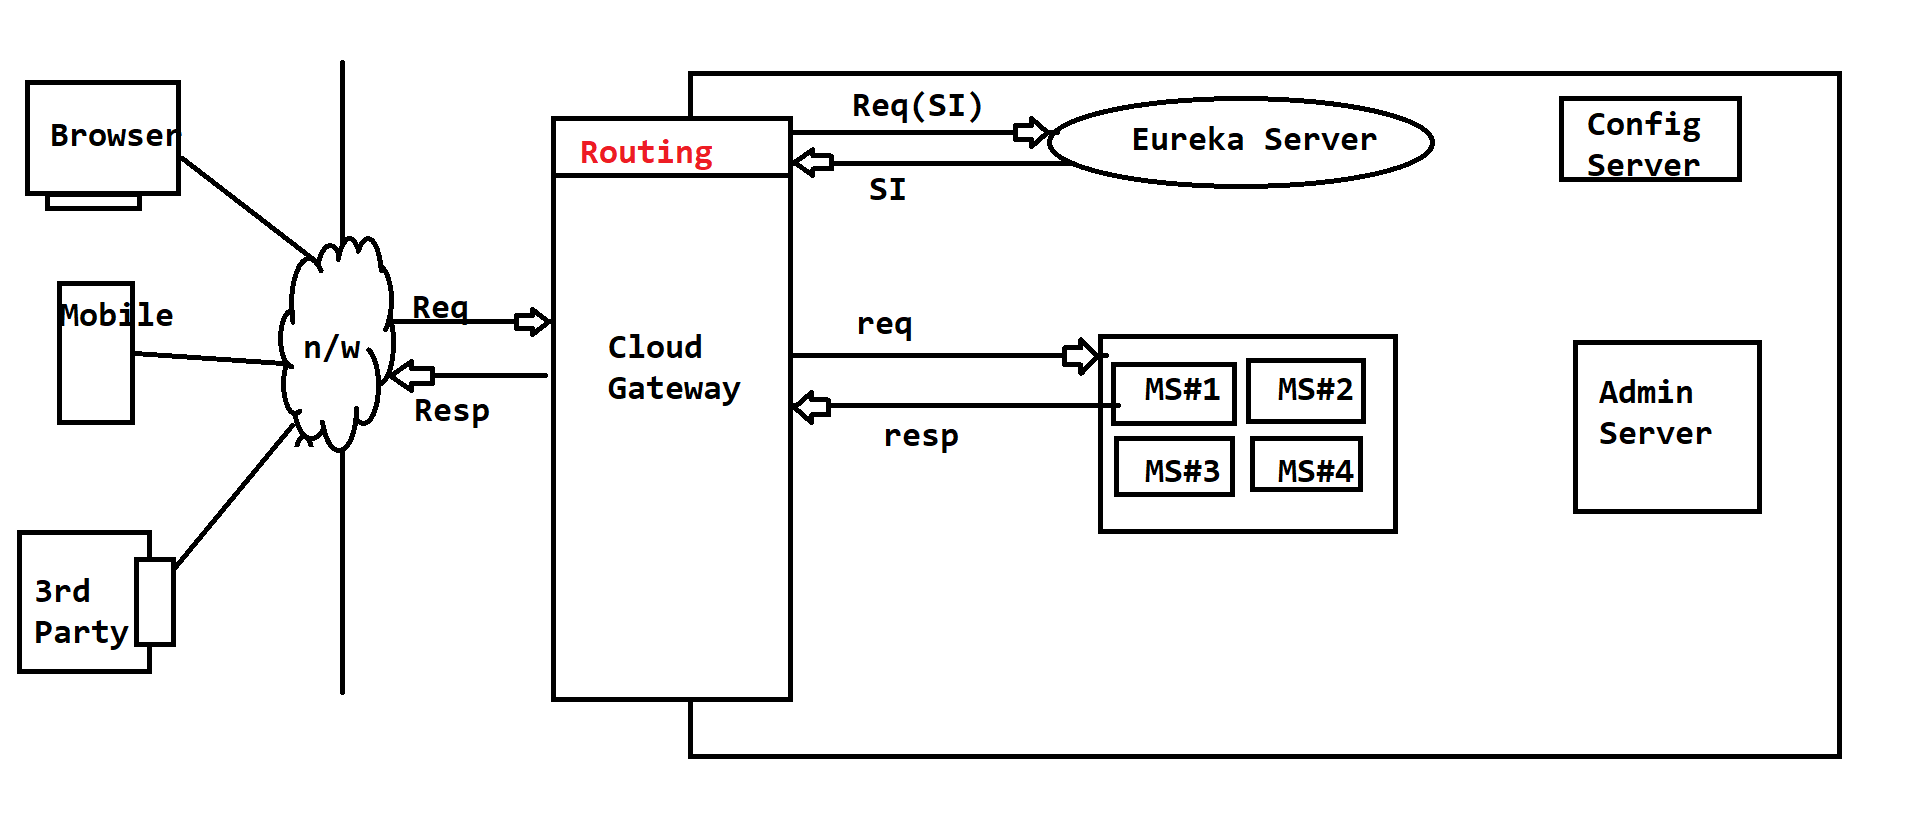 Browser
Mobile
3rd
Party
n/w
Req
Resp
Routing
Cloud
Gateway
Req(SI)
SI
Eureka Server
Config
Server
req
resp
MS#1
MS#2
MS#3
MS#4
Admin
Server